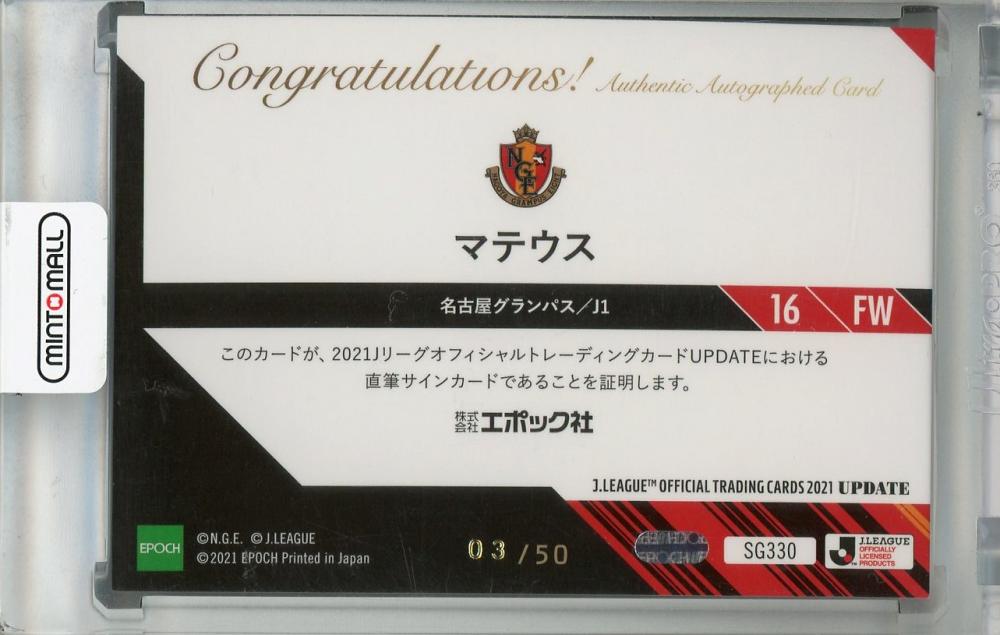 Congratulations! Authentic Autographed Card
NGE
NAGOYA GRAMPUS EIGHT
マテウス
名古屋グランパス／J1
16 FW
MINTOMALL
このカードが、2021JリーグオフィシャルトレーディングカードUPDATEにおける
直筆サインカードであることを証明します。
株式会社エポック社
J.LEAGUE™ OFFICIAL TRADING CARDS 2021 UPDATE
EPOCH
©N.G.E. ©J.LEAGUE
©2021 EPOCH Printed in Japan
03/50
SG330
J.LEAGUE
OFFICIALLY
LICENSED
PRODUCTS